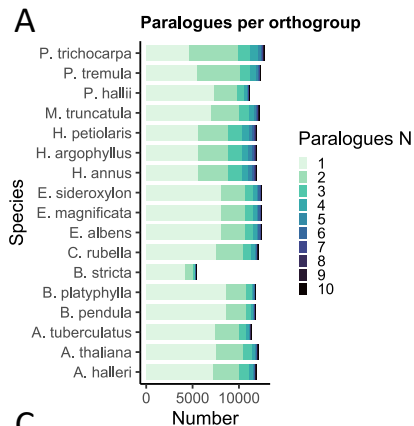 A
Paralogues per orthogroup
P. trichocarpa
P. tremula
P. hallii
M. truncatula
H. petiolaris
H. argophyllus
H. annus
E. sideroxylon
E. magnificata
E. albens
C. rubella
B. stricta
B. platyphylla
B. pendula
A. tuberculatus
A. thaliana
A. halleri
Species
0 5000 10000
Number
Paralogues N
1
2
3
4
5
6
7
8
9
10
C